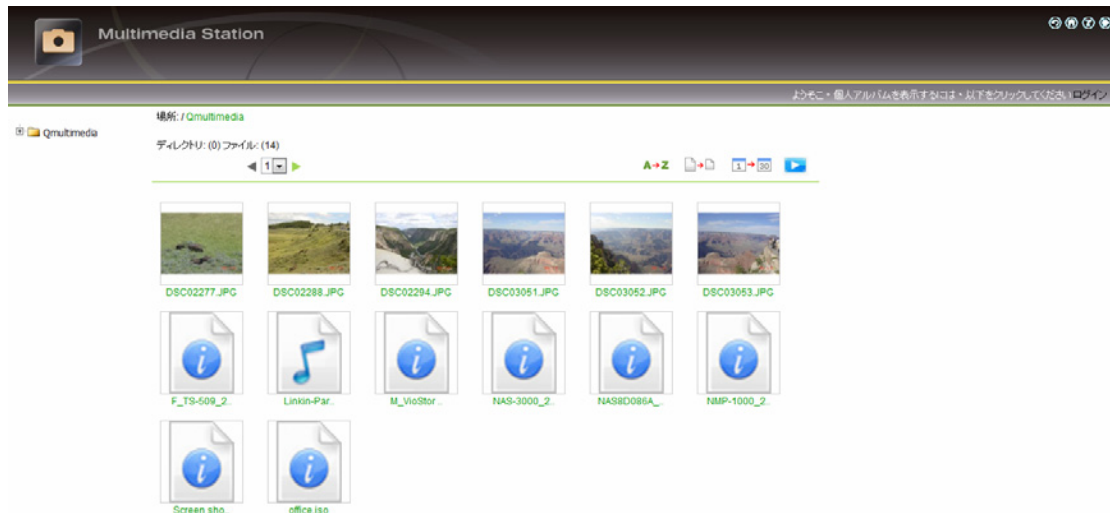 Multimedia Station
ようこそ・個人アルバムを表示するには・以下をクリックしてくださいログイン
場所: / Qmultimedia
Qmultimedia
ディレクトリ: (0) ファイル: (14)
1
A→Z
1 → 30
DSC02277.JPG DSC02288.JPG DSC02294.JPG DSC03051.JPG DSC03052.JPG DSC03053.JPG
F_TS-509_2.. Linkin-Par.. M_VioStor .. NAS-3000_2.. NAS8D086A_.. NMP-1000_2..
Screen sho.. office.iso